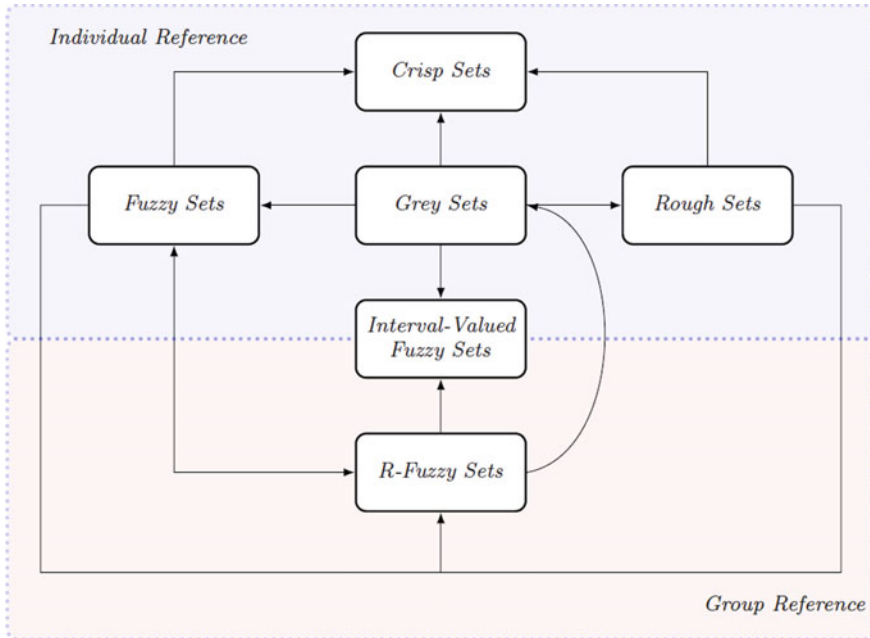 Individual Reference
Crisp Sets
Fuzzy Sets
Grey Sets
Rough Sets
Interval-Valued
Fuzzy Sets
R-Fuzzy Sets
Group Reference